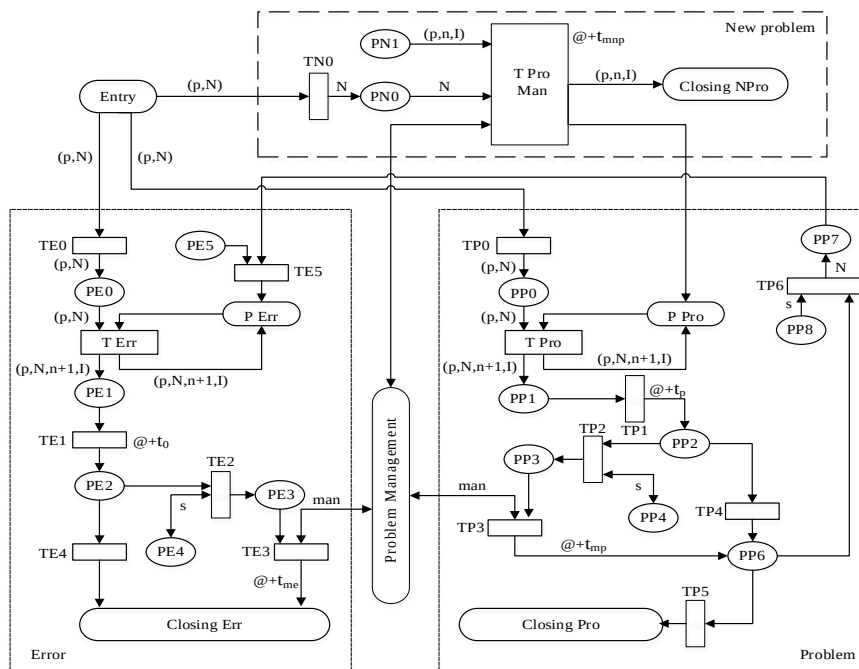 New problem
PN1
(p,n,I)
@+tmnp
TN0
T Pro
Man
(p,n,I)
Closing NPro
Entry
(p,N)
N
PN0
N
(p,N)
(p,N)
TE0
(p,N)
PE5
TE5
PE0
(p,N)
P Err
T Err
(p,N,n+1,I)
(p,N,n+1,I)
PE1
TE1
@+t0
PE2
TE2
s
PE3
man
PE4
TE4
TE3
@+tme
Closing Err
Error
Problem Management
TP0
(p,N)
PP0
(p,N)
P Pro
T Pro
(p,N,n+1,I)
(p,N,n+1,I)
PP7
N
TP6
s
PP8
PP1
@+tp
TP1
TP2
PP2
PP3
s
PP4
man
TP3
TP4
@+tmp
PP6
TP5
Closing Pro
Problem